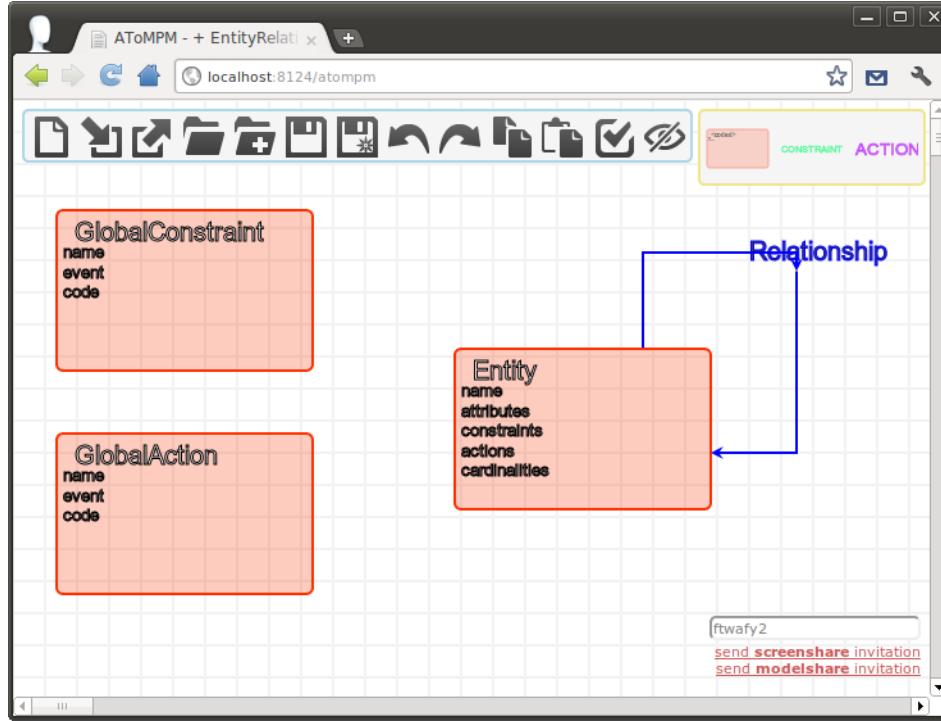 AToMPM - + EntityRelati
localhost:8124/atompm
CONSTRAINT ACTION
GlobalConstraint
name
event
code
Relationship
Entity
name
attributes
constraints
actions
cardinalities
GlobalAction
name
event
code
ftwafy2
send screenshare invitation
send modelshare invitation